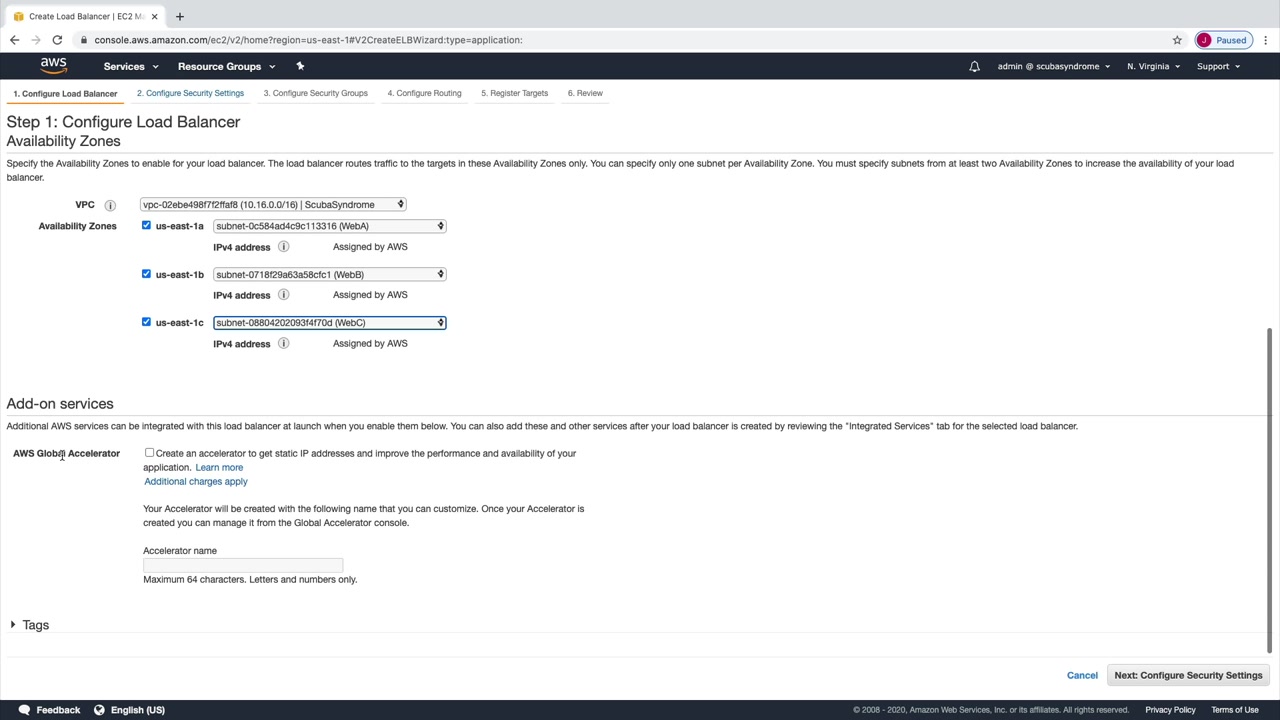 Create Load Balancer | EC2 Ma
console.aws.amazon.com/ec2/v2/home?region=us-east-1#V2CreateELBWizard:type=application:
J Paused
aws Services Resource Groups admin @ scubasyndrome N. Virginia Support
1. Configure Load Balancer 2. Configure Security Settings 3. Configure Security Groups 4. Configure Routing 5. Register Targets 6. Review
Step 1: Configure Load Balancer
Availability Zones
Specify the Availability Zones to enable for your load balancer. The load balancer routes traffic to the targets in these Availability Zones only. You can specify only one subnet per Availability Zone. You must specify subnets from at least two Availability Zones to increase the availability of your load
balancer.
VPC i vpc-02ebe498f7f2ffaf8 (10.16.0.0/16) | ScubaSyndrome
Availability Zones us-east-1a subnet-0c584ad4c9c113316 (WebA)
IPv4 address i Assigned by AWS
us-east-1b subnet-0718f29a63a58cfc1 (WebB)
IPv4 address i Assigned by AWS
us-east-1c subnet-08804202093f4f70d (WebC)
IPv4 address i Assigned by AWS
Add-on services
Additional AWS services can be integrated with this load balancer at launch when you enable them below. You can also add these and other services after your load balancer is created by reviewing the "Integrated Services" tab for the selected load balancer.
AWS Global Accelerator Create an accelerator to get static IP addresses and improve the performance and availability of your
application. Learn more
Additional charges apply
Your Accelerator will be created with the following name that you can customize. Once your Accelerator is
created you can manage it from the Global Accelerator console.
Accelerator name
Maximum 64 characters. Letters and numbers only.
Tags
Cancel Next: Configure Security Settings
Feedback English (US) © 2008 - 2020, Amazon Web Services, Inc. or its affiliates. All rights reserved. Privacy Policy Terms of Use